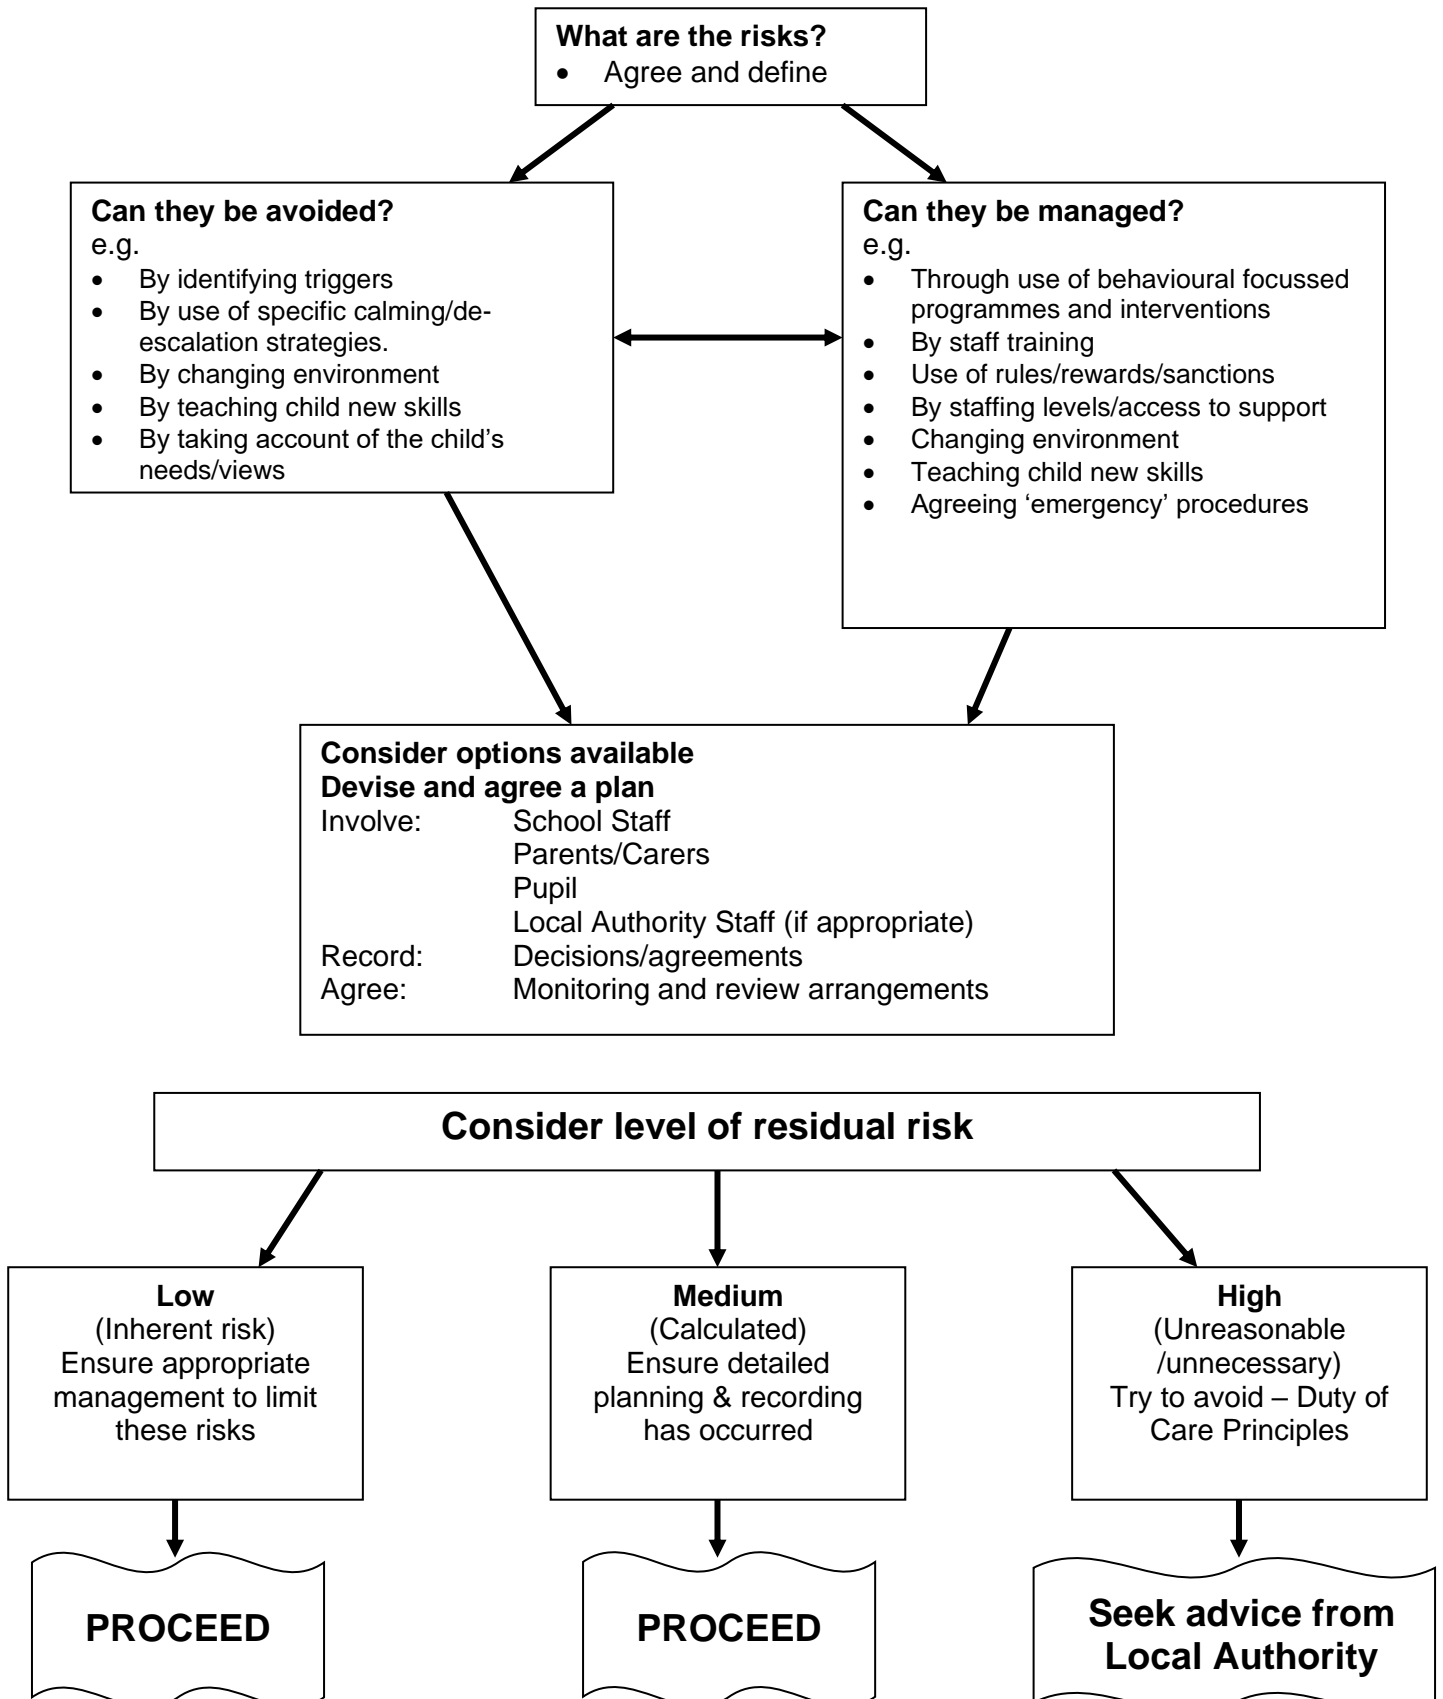 What are the risks?
• Agree and define
Can they be avoided?
e.g.
• By identifying triggers
• By use of specific calming/de-
escalation strategies.
• By changing environment
• By teaching child new skills
• By taking account of the child's
needs/views
Can they be managed?
e.g.
• Through use of behavioural focussed
programmes and interventions
• By staff training
• Use of rules/rewards/sanctions
• By staffing levels/access to support
• Changing environment
• Teaching child new skills
• Agreeing ‘emergency’ procedures
Consider options available
Devise and agree a plan
Involve: School Staff
Parents/Carers
Pupil
Local Authority Staff (if appropriate)
Record: Decisions/agreements
Agree: Monitoring and review arrangements
Consider level of residual risk
Low
(Inherent risk)
Ensure appropriate
management to limit
these risks
Medium
(Calculated)
Ensure detailed
planning & recording
has occurred
High
(Unreasonable
/unnecessary)
Try to avoid – Duty of
Care Principles
PROCEED
PROCEED
Seek advice from
Local Authority